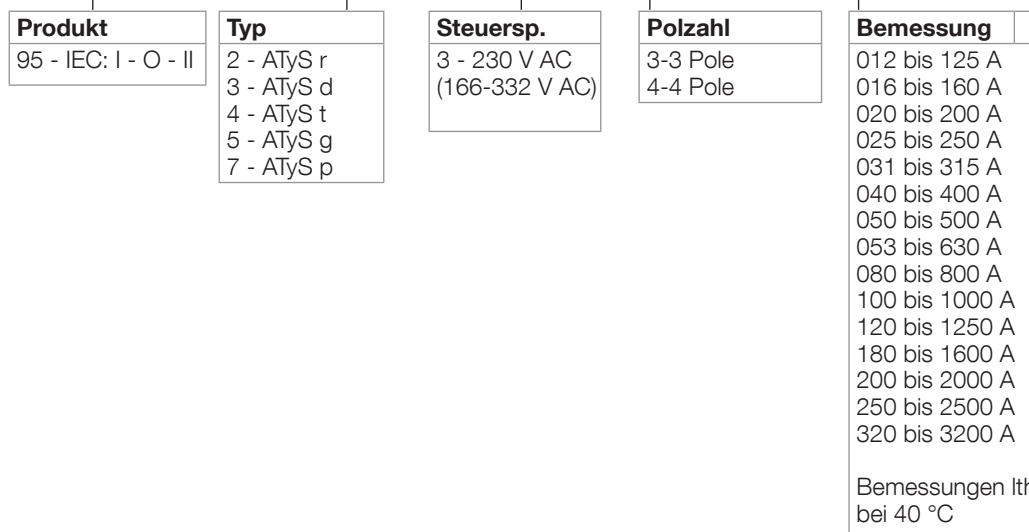 Produkt
95 - IEC: I - O - II
Typ
2 - ATyS r
3 - ATyS d
4 - ATyS t
5 - ATyS g
7 - ATyS p
Steuersp.
3 - 230 V AC
(166-332 V AC)
Polzahl
3-3 Pole
4-4 Pole
Bemessung
012 bis 125 A
016 bis 160 A
020 bis 200 A
025 bis 250 A
031 bis 315 A
040 bis 400 A
050 bis 500 A
053 bis 630 A
080 bis 800 A
100 bis 1000 A
120 bis 1250 A
180 bis 1600 A
200 bis 2000 A
250 bis 2500 A
320 bis 3200 A
Bemessungen Ith
bei 40 °C